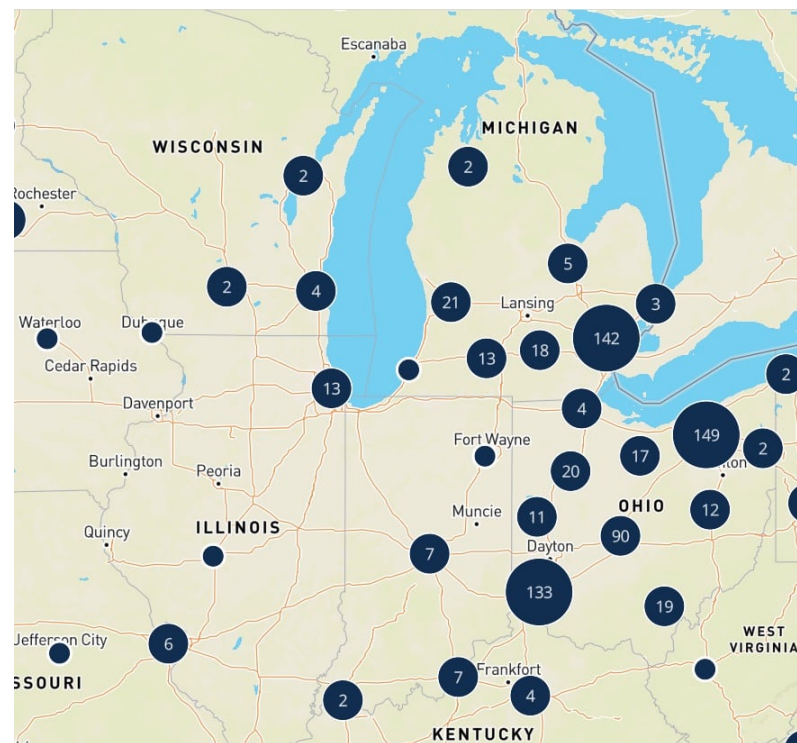 Escanaba
MICHIGAN
WISCONSIN
2
2
Rochester
5
2
4
21
Lansing
3
Waterloo
Dubuque
142
13
18
Cedar Rapids
13
2
Davenport
4
149
Fort Wayne
2
Burlington
Peoria
20
17
nton
Muncie
OHIO
12
11
Quincy
ILLINOIS
90
7
Dayton
133
19
6
Jefferson City
WEST
VIRGINIA
SSOURI
7
Frankfort
2
4
KENTUCKY